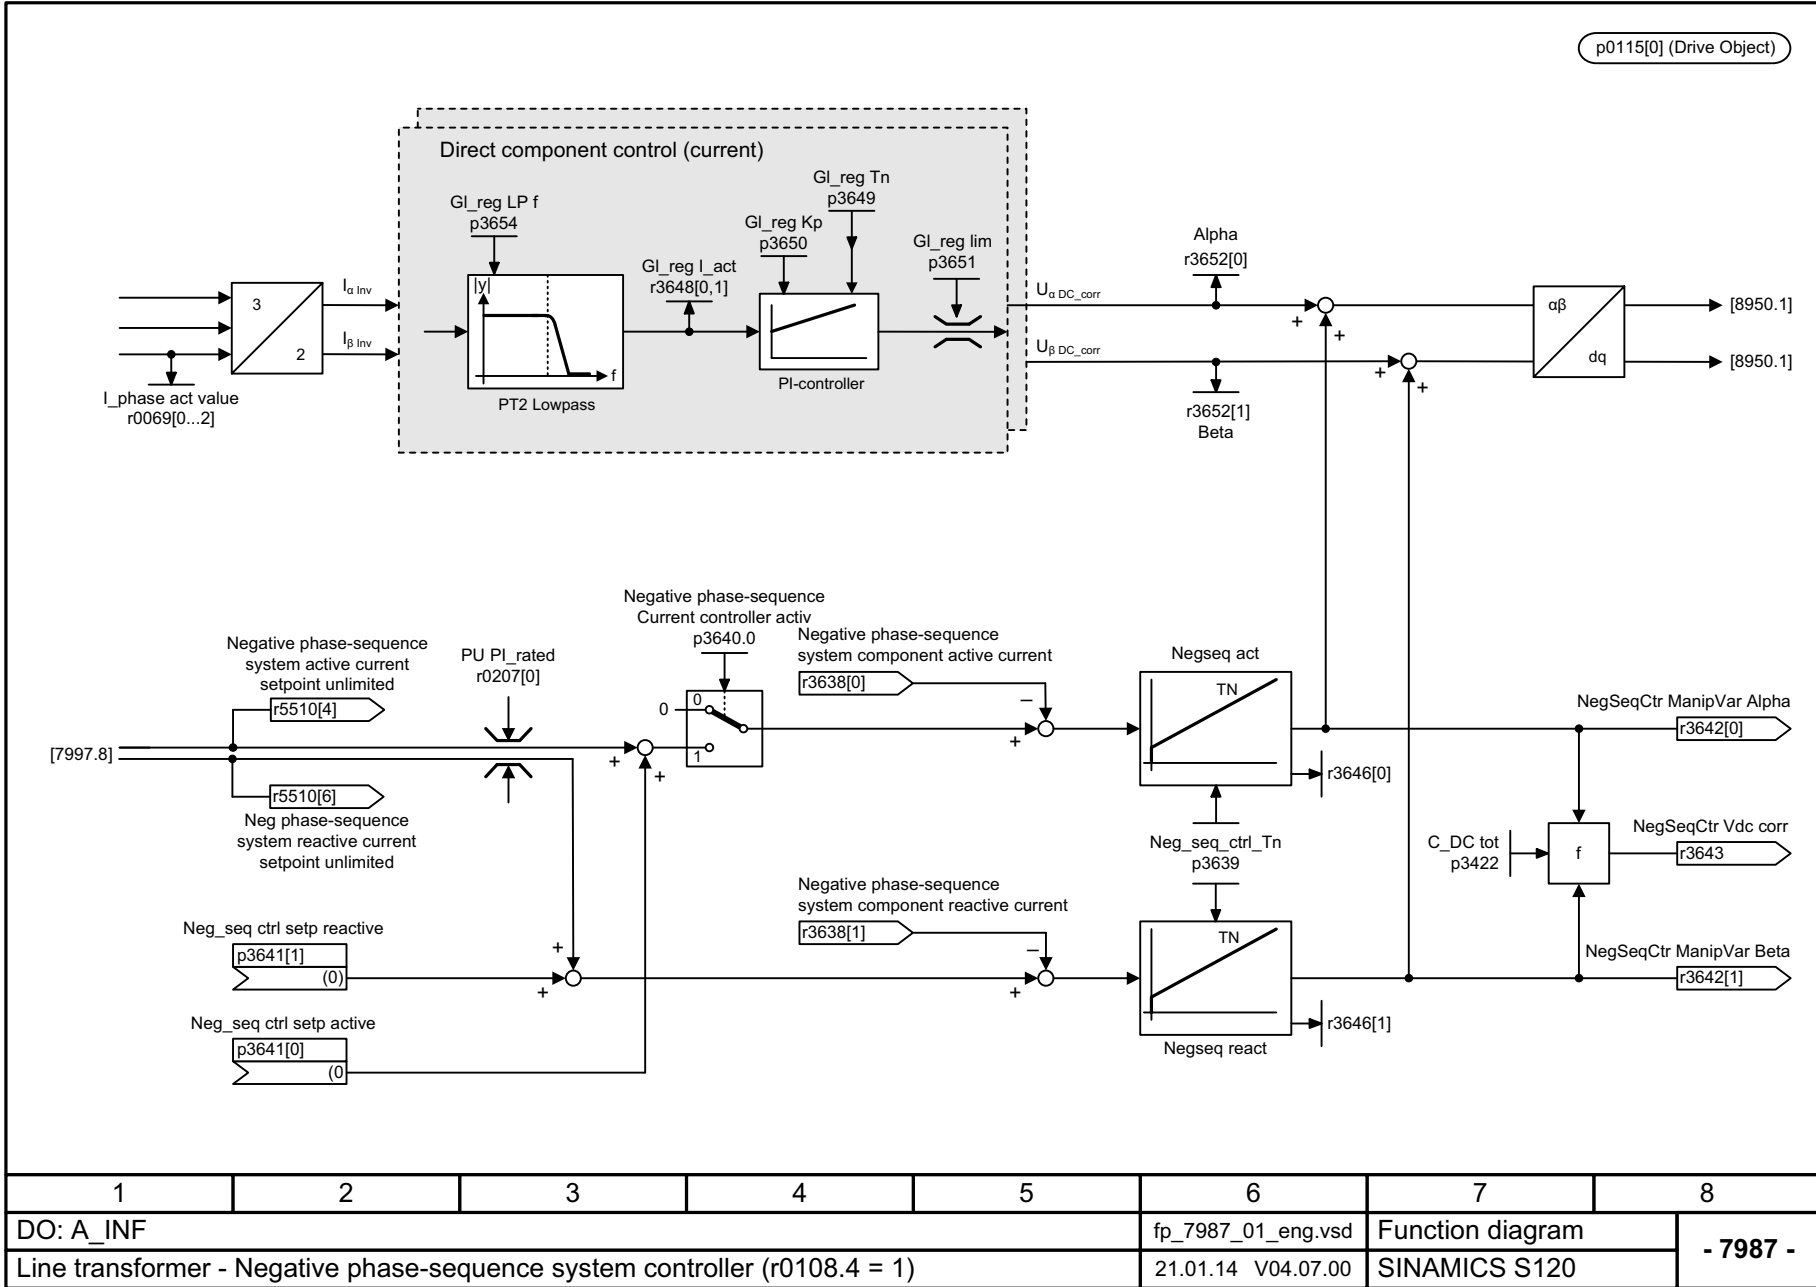 p0115[0] (Drive Object)
Direct component control (current)
Gl_reg LP f
p3654
|y|
f
PT2 Lowpass
Gl_reg I_act
r3648[0,1]
Gl_reg Kp
p3650
Gl_reg Tn
p3649
PI-controller
Gl_reg lim
p3651
3
2
Iα Inv
Iβ Inv
I_phase act value
r0069[0...2]
Uα DC_corr
Uβ DC_corr
Alpha
r3652[0]
r3652[1]
Beta
+
+
+
+
αβ
dq
[8950.1]
[8950.1]
Negative phase-sequence
system active current
setpoint unlimited
r5510[4]
[7997.8]
r5510[6]
Neg phase-sequence
system reactive current
setpoint unlimited
PU PI_rated
r0207[0]
Negative phase-sequence
Current controller activ
p3640.0
0
0
1
+
+
Negative phase-sequence
system component active current
r3638[0]
–
+
Negseq act
TN
r3646[0]
Neg_seq_ctrl_Tn
p3639
NegSeqCtr ManipVar Alpha
r3642[0]
C_DC tot
p3422
f
NegSeqCtr Vdc corr
r3643
Negative phase-sequence
system component reactive current
r3638[1]
–
+
TN
r3646[1]
Negseq react
NegSeqCtr ManipVar Beta
r3642[1]
Neg_seq ctrl setp reactive
p3641[1]
(0)
+
+
Neg_seq ctrl setp active
p3641[0]
(0
1 2 3 4 5 6 7 8
DO: A_INF
fp_7987_01_eng.vsd
Function diagram
- 7987 -
Line transformer - Negative phase-sequence system controller (r0108.4 = 1)
21.01.14 V04.07.00
SINAMICS S120